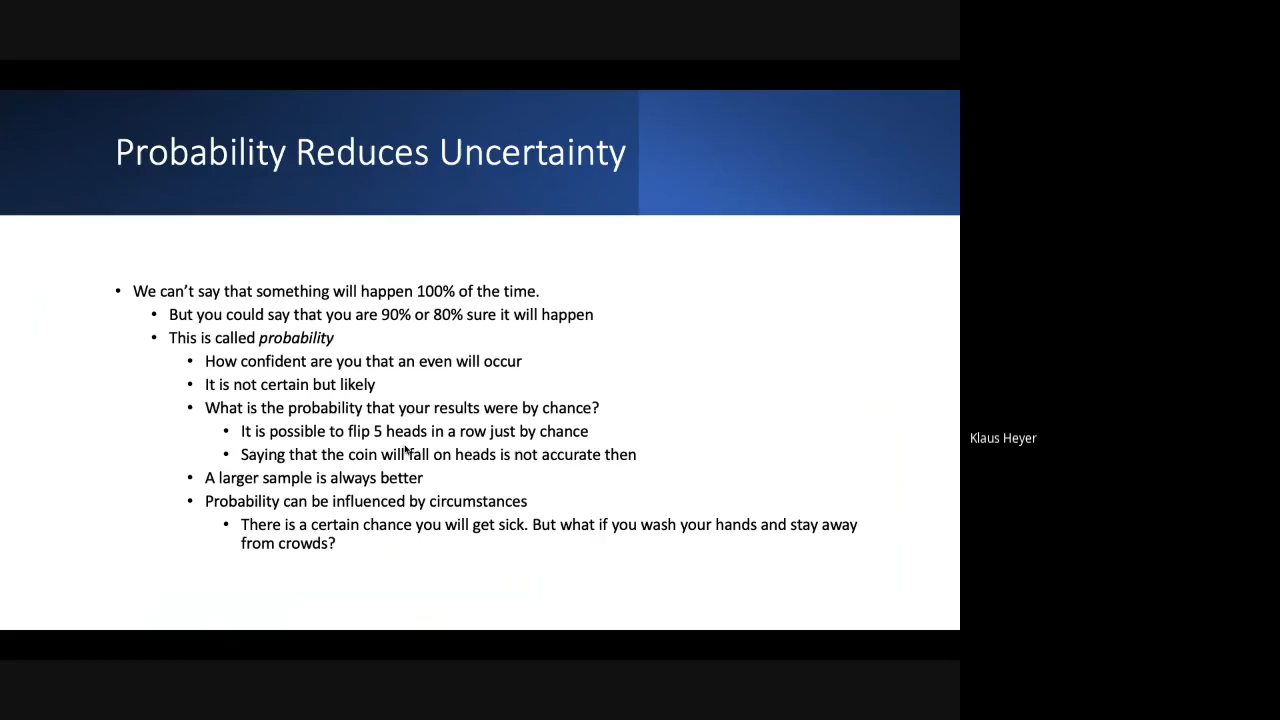 Probability Reduces Uncertainty
• We can’t say that something will happen 100% of the time.
• But you could say that you are 90% or 80% sure it will happen
• This is called probability
• How confident are you that an even will occur
• It is not certain but likely
• What is the probability that your results were by chance?
• It is possible to flip 5 heads in a row just by chance
• Saying that the coin will fall on heads is not accurate then
• A larger sample is always better
• Probability can be influenced by circumstances
• There is a certain chance you will get sick. But what if you wash your hands and stay away
from crowds?
Klaus Heyer